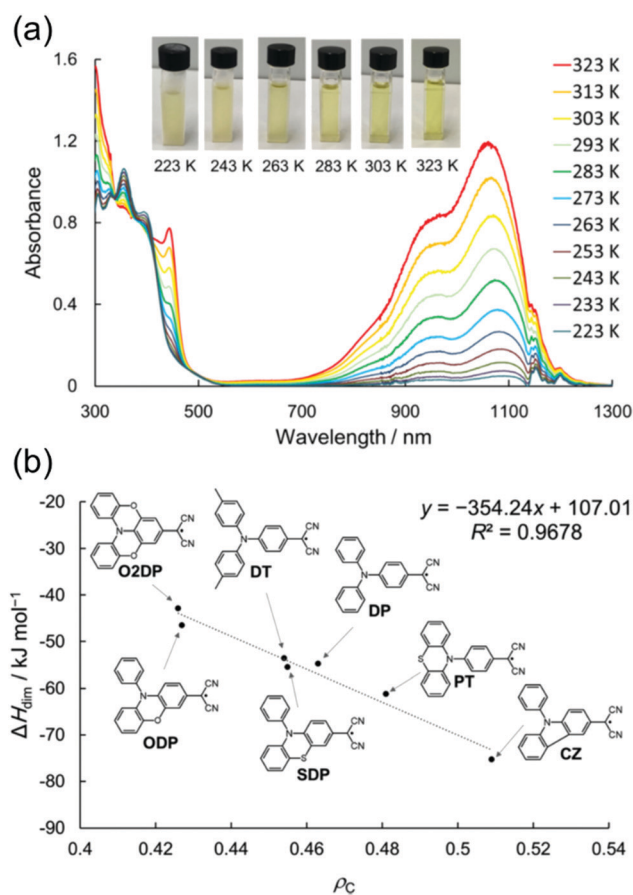 (a)
1.6
1.2
0.8
0.4
0
Absorbance
223 K 243 K 263 K 283 K 303 K 323 K
323 K
313 K
303 K
293 K
283 K
273 K
263 K
253 K
243 K
233 K
223 K
300 500 700 900 1100 1300
Wavelength / nm
(b)
-20
-30
-40
-50
-60
-70
-80
-90
ΔHdim / kJ mol⁻¹
y = −354.24x + 107.01
R² = 0.9678
O
N
O
CN
CN
O2DP
N
CN
CN
DT
N
CN
CN
DP
S
N
CN
CN
PT
N
O
CN
CN
ODP
N
S
CN
CN
SDP
N
CN
CN
CZ
0.4 0.42 0.44 0.46 0.48 0.5 0.52 0.54
ρC